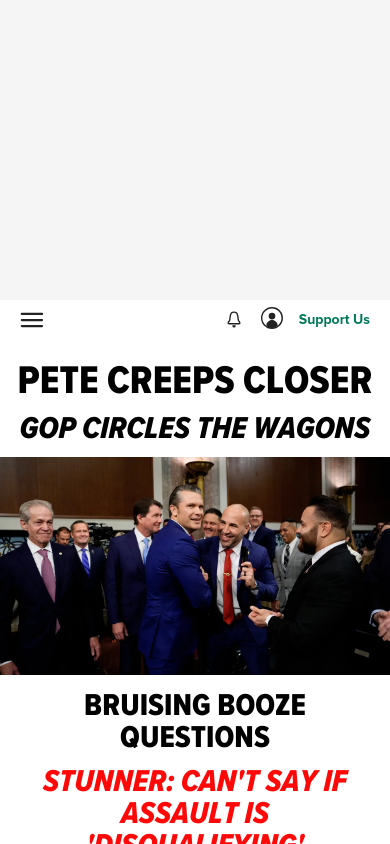 Support Us
PETE CREEPS CLOSER
GOP CIRCLES THE WAGONS
BRUISING BOOZE
QUESTIONS
STUNNER: CAN'T SAY IF
ASSAULT IS
'DISQUALIFYING'